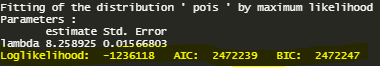 Fitting of the distribution ' pois ' by maximum likelihood
Parameters :
estimate Std. Error
lambda 8.258925 0.01566803
Loglikelihood: -1236118 AIC: 2472239 BIC: 2472247